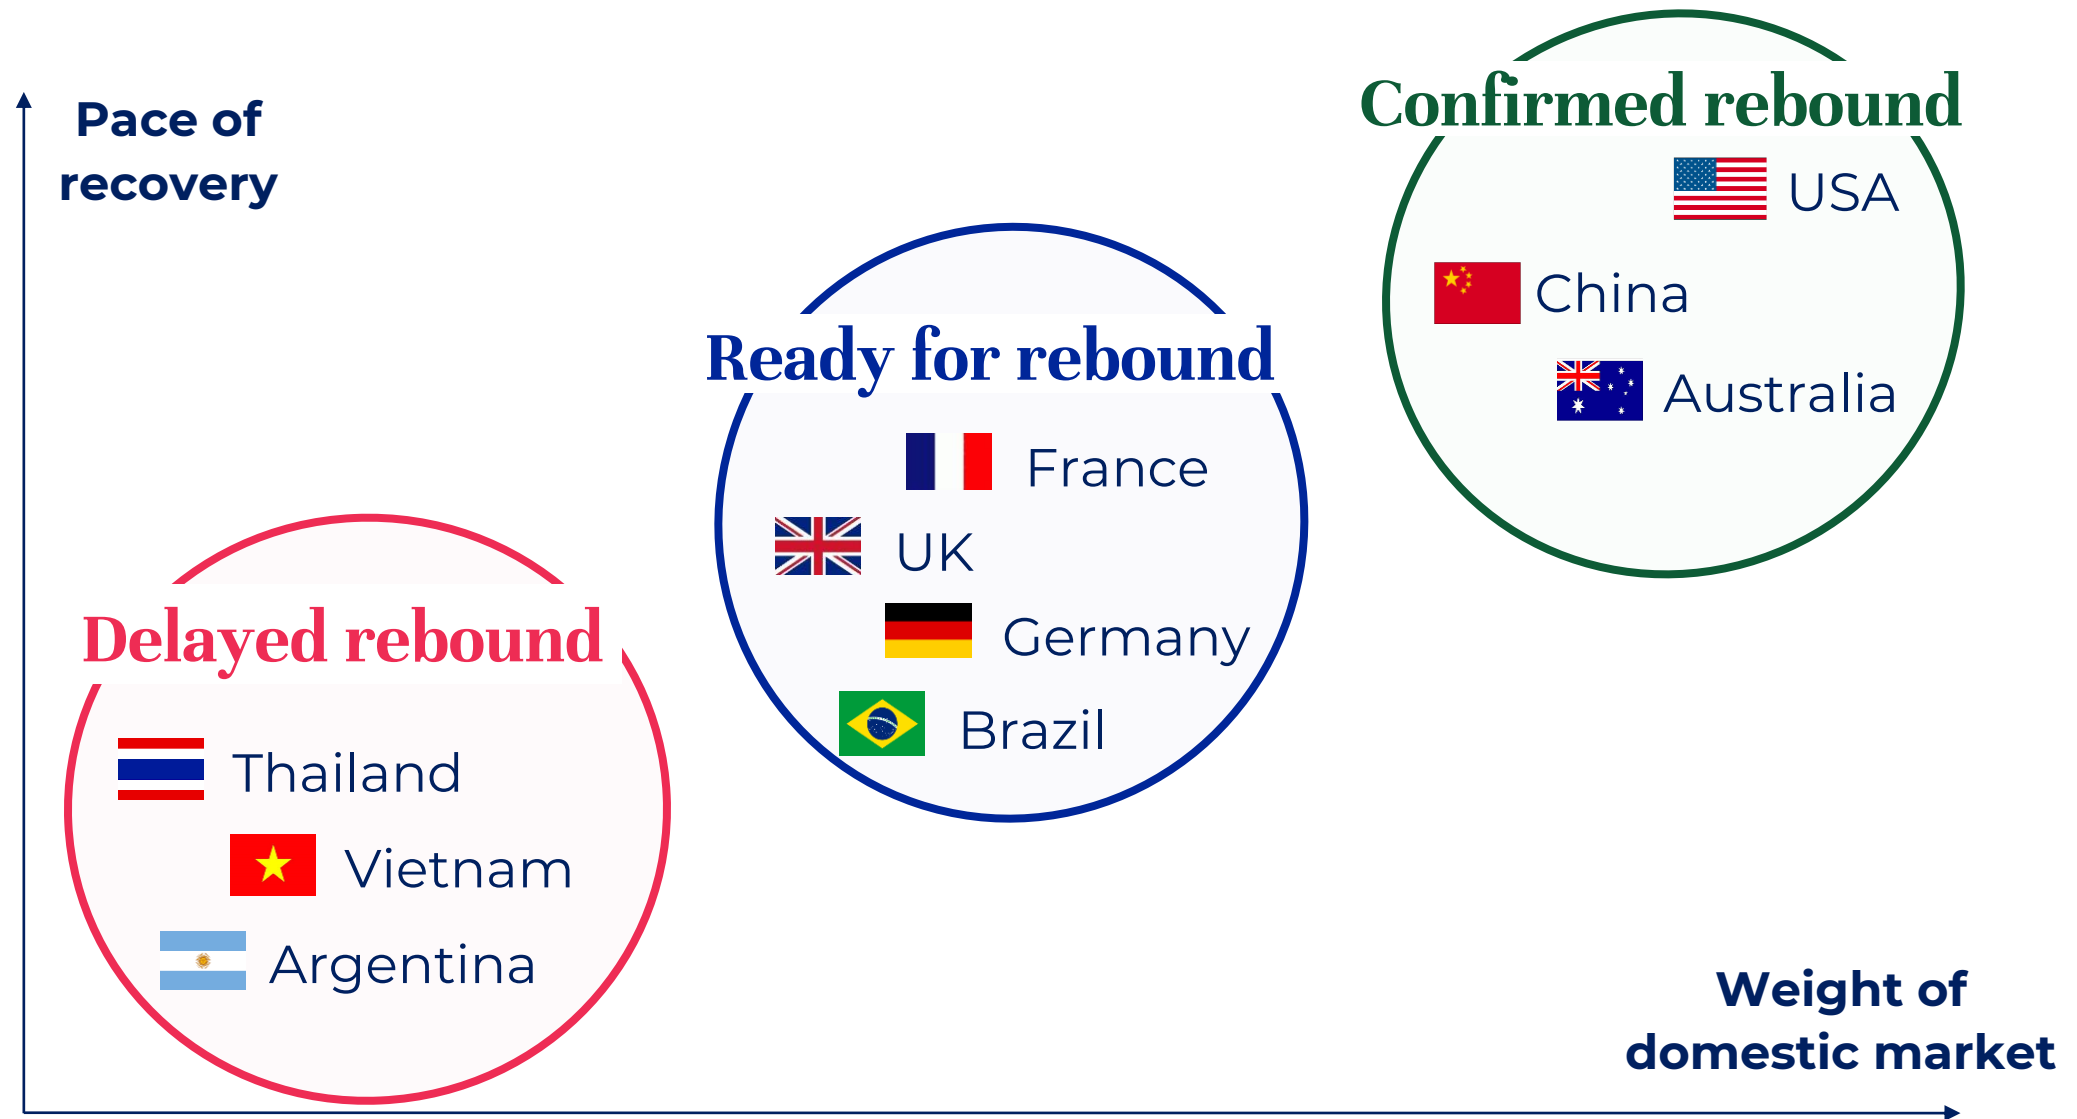 Pace of
recovery
Confirmed rebound
USA
China
Australia
Ready for rebound
France
UK
Germany
Brazil
Delayed rebound
Thailand
Vietnam
Argentina
Weight of
domestic market